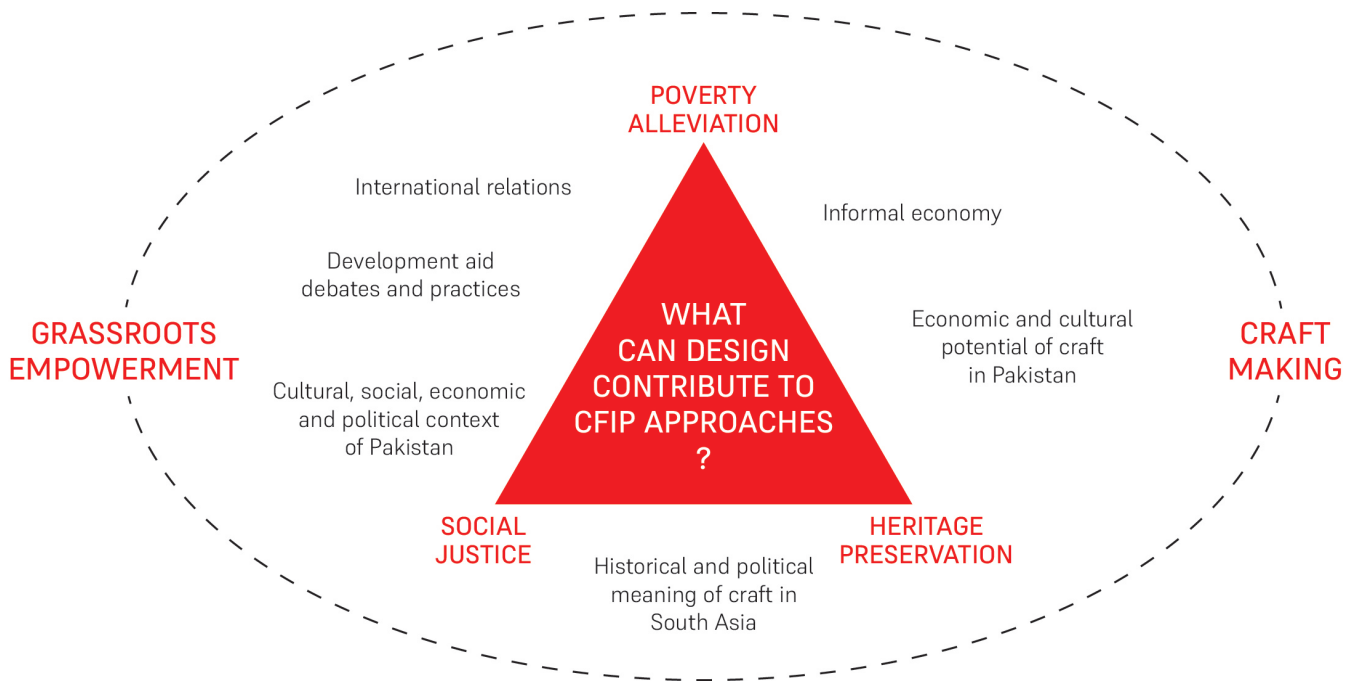 POVERTY
ALLEVIATION
International relations
Informal economy
Development aid
debates and practices
GRASSROOTS
EMPOWERMENT
WHAT
CAN DESIGN
CONTRIBUTE TO
CFIP APPROACHES
?
Economic and cultural
potential of craft
in Pakistan
CRAFT
MAKING
Cultural, social, economic
and political context
of Pakistan
SOCIAL
JUSTICE
HERITAGE
PRESERVATION
Historical and political
meaning of craft in
South Asia